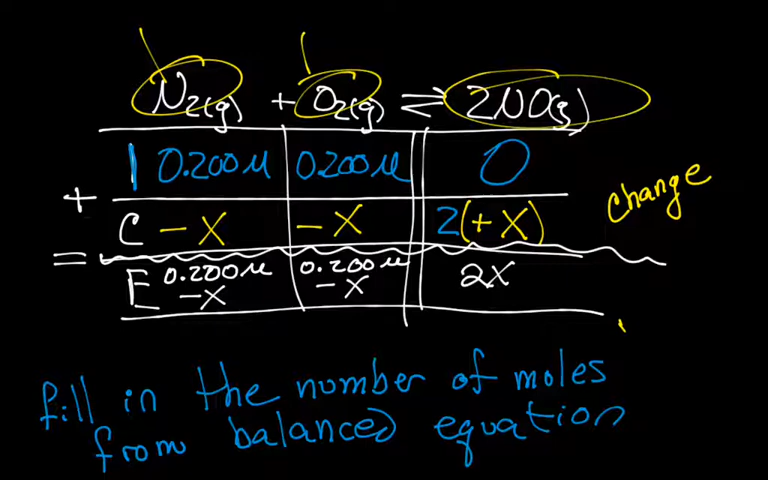 N2(g) + O2(g) ⇌ 2NO(g)
I 0.200M 0.200M 0
+ C -X -X 2(+X) change
= E 0.200M -X 0.200M -X 2X
fill in the number of moles
from balanced equation